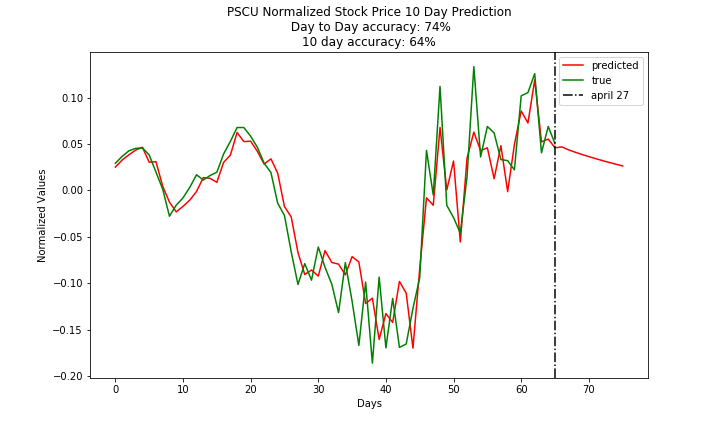 PSCU Normalized Stock Price 10 Day Prediction
Day to Day accuracy: 74%
10 day accuracy: 64%
predicted
true
april 27
0.10
0.05
0.00
−0.05
−0.10
−0.15
−0.20
Normalized Values
0 10 20 30 40 50 60 70
Days